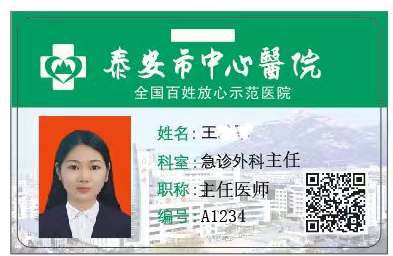 泰安市中心醫院
全国百姓放心示范医院
姓名: 王
科室: 急诊外科主任
职称: 主任医师
编号: A1234